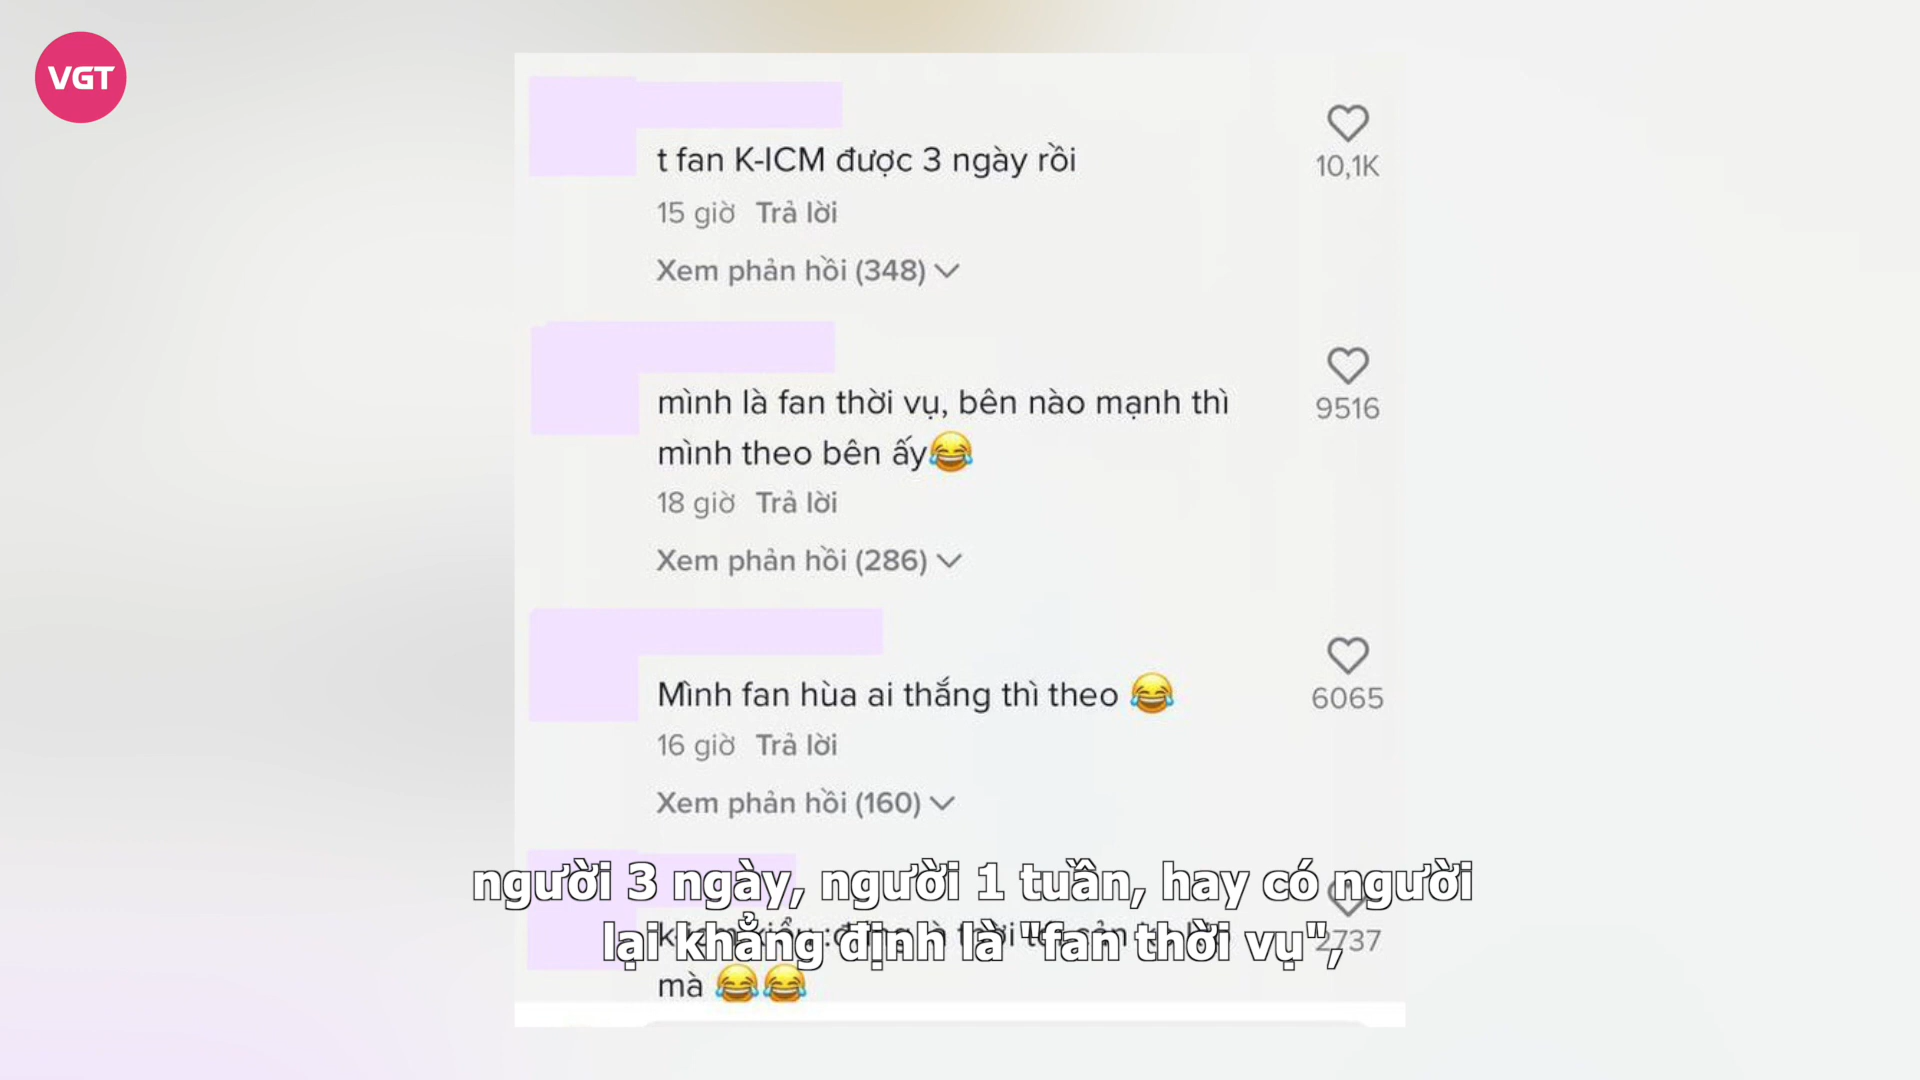 VGT
t fan K-ICM được 3 ngày rồi
10,1K
15 giờ Trả lời
Xem phản hồi (348)
mình là fan thời vụ, bên nào mạnh thì
9516
mình theo bên ấy😂
18 giờ Trả lời
Xem phản hồi (286)
Mình fan hùa ai thắng thì theo 😂
6065
16 giờ Trả lời
Xem phản hồi (160)
người 3 ngày, người 1 tuần, hay có người
lại khẳng định là "fan thời vụ",
2737
mà 😂😂